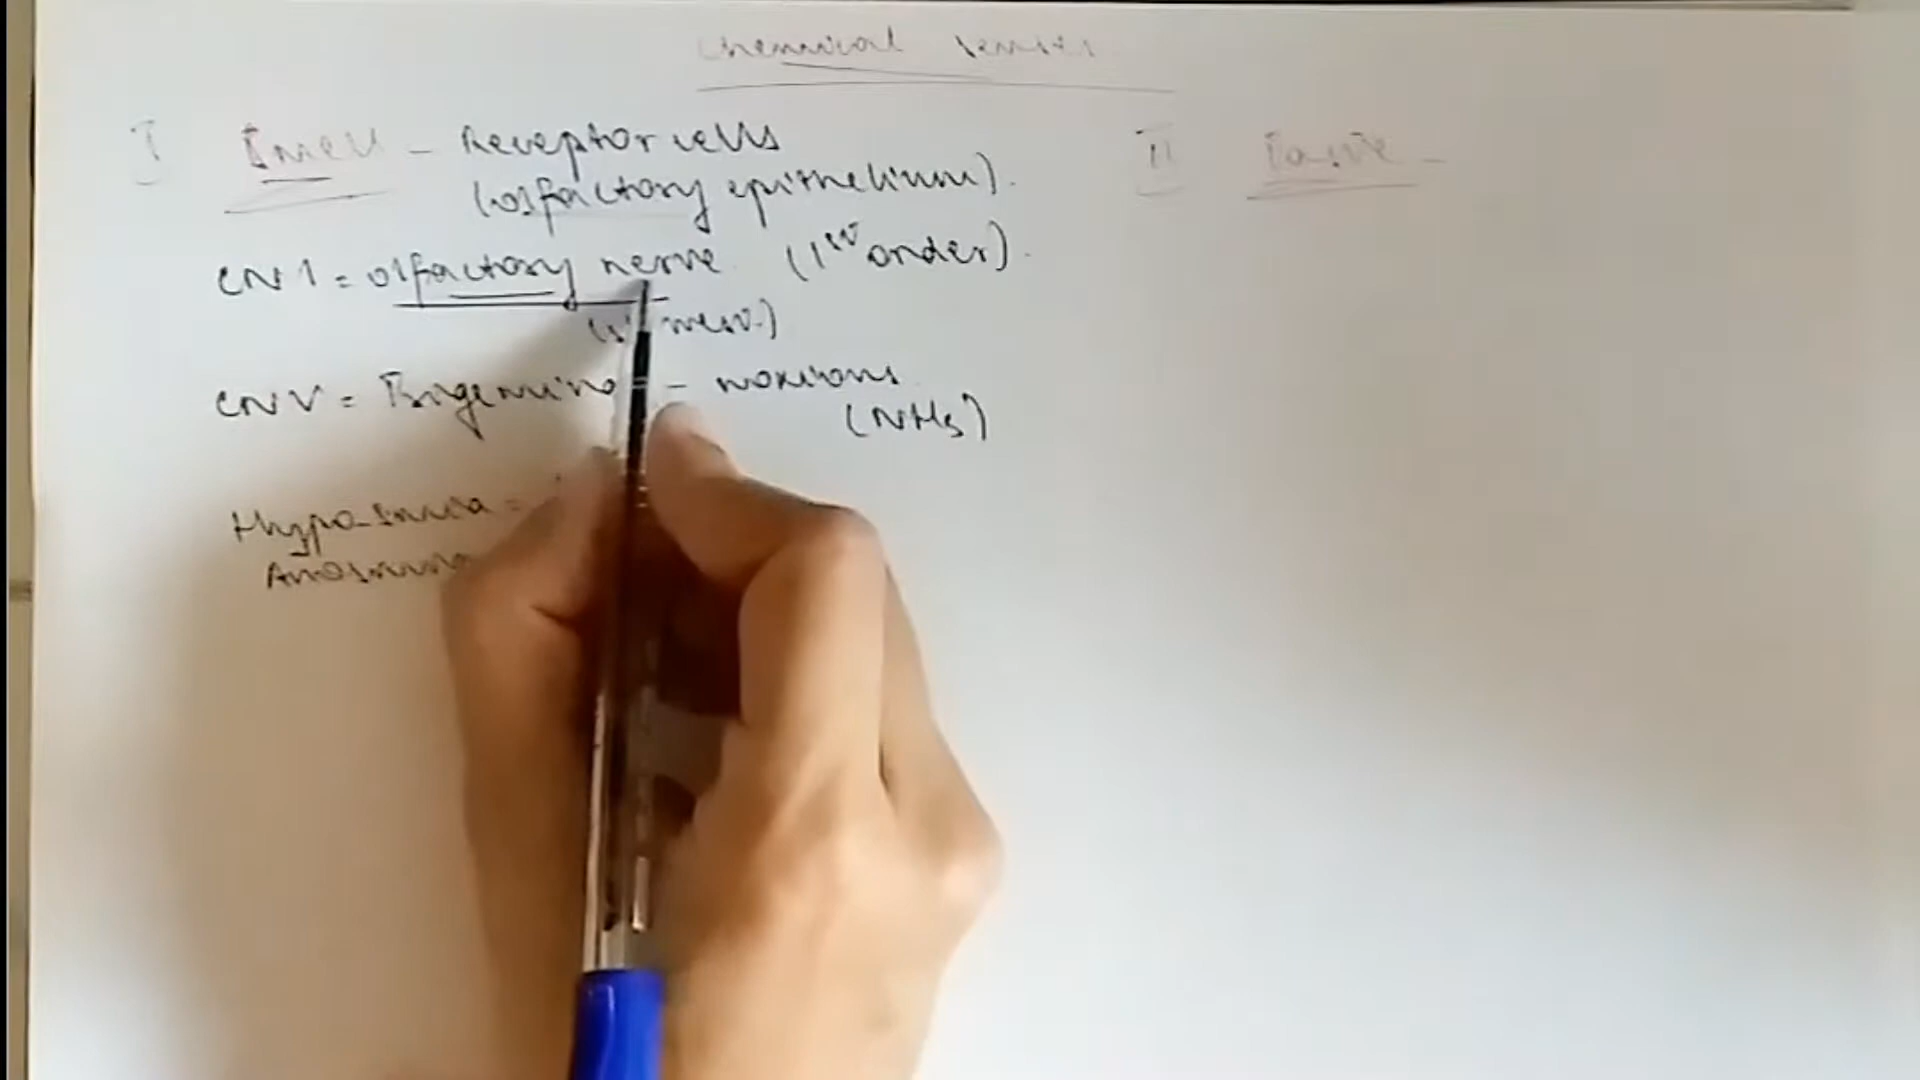 Chemical senses
I Smell - Receptor cells
(olfactory epithelium).
CN 1 = olfactory nerve (1st order).
CN V = - noxious
(NH3)
Hyposmia =
Anosmia
II Taste -